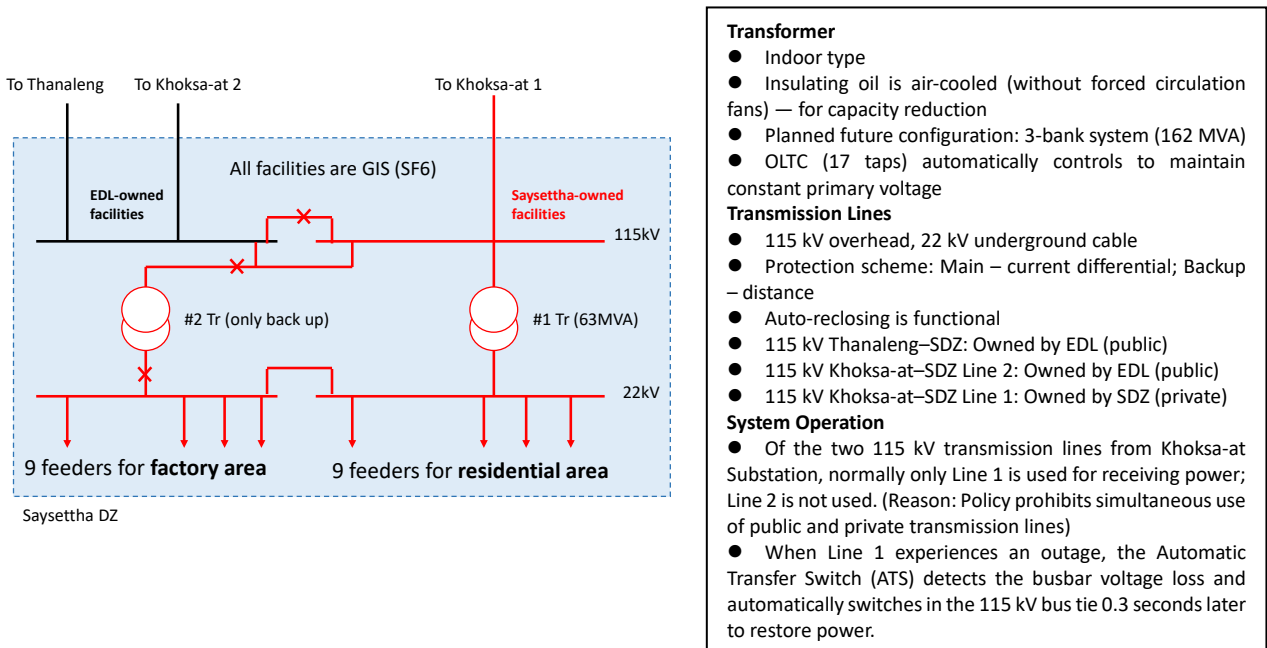 To Thanaleng
To Khoksa-at 2
To Khoksa-at 1
All facilities are GIS (SF6)
EDL-owned
facilities
Saysettha-owned
facilities
115kV
#2 Tr (only back up)
#1 Tr (63MVA)
22kV
9 feeders for factory area
9 feeders for residential area
Saysettha DZ
Transformer
● Indoor type
● Insulating oil is air-cooled (without forced circulation
fans) — for capacity reduction
● Planned future configuration: 3-bank system (162 MVA)
● OLTC (17 taps) automatically controls to maintain
constant primary voltage
Transmission Lines
● 115 kV overhead, 22 kV underground cable
● Protection scheme: Main – current differential; Backup
– distance
● Auto-reclosing is functional
● 115 kV Thanaleng–SDZ: Owned by EDL (public)
● 115 kV Khoksa-at–SDZ Line 2: Owned by EDL (public)
● 115 kV Khoksa-at–SDZ Line 1: Owned by SDZ (private)
System Operation
● Of the two 115 kV transmission lines from Khoksa-at
Substation, normally only Line 1 is used for receiving power;
Line 2 is not used. (Reason: Policy prohibits simultaneous use
of public and private transmission lines)
● When Line 1 experiences an outage, the Automatic
Transfer Switch (ATS) detects the busbar voltage loss and
automatically switches in the 115 kV bus tie 0.3 seconds later
to restore power.